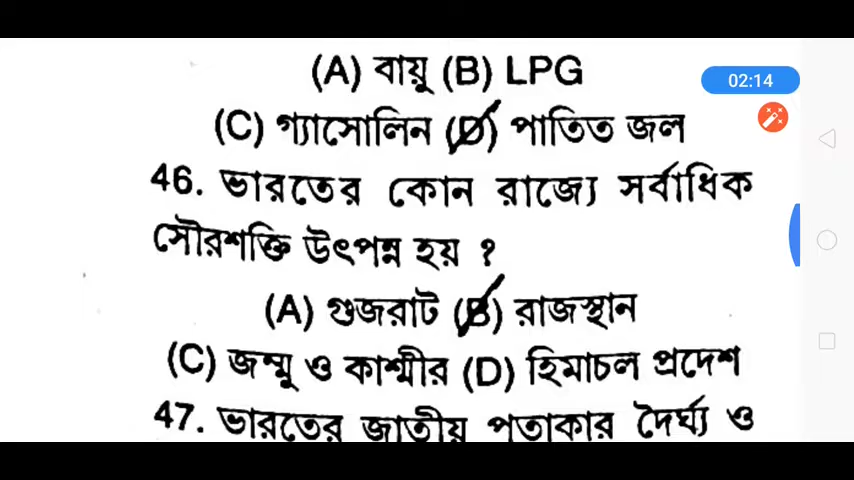 02:14
(A) বায়ু (B) LPG
(C) গ্যাসোলিন (D) পাতিত জল
46. ভারতের কোন রাজ্যে সর্বাধিক
সৌরশক্তি উৎপন্ন হয় ?
(A) গুজরাট (B) রাজস্থান
(C) জম্মু ও কাশ্মীর (D) হিমাচল প্রদেশ
47. ভারতের জাতীয় পতাকার দৈর্ঘ্য ও